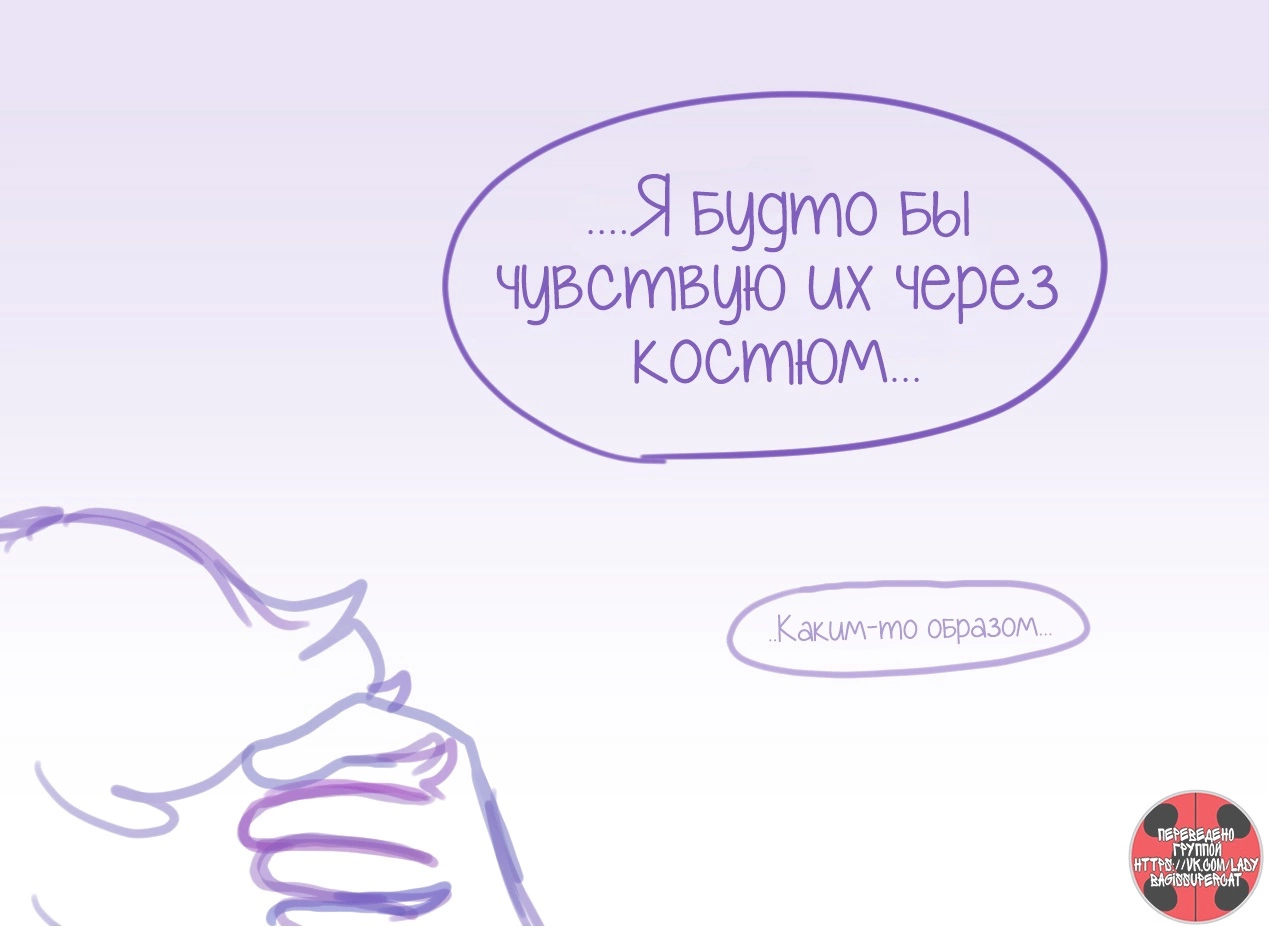 ....Я будто бы
чувствую их через
костюм...
..Каким-то образом...
ПЕРЕВЕДЕНО
ГРУППОЙ
HTTPS://VK.COM/LADY
BAGISSUPERCAT